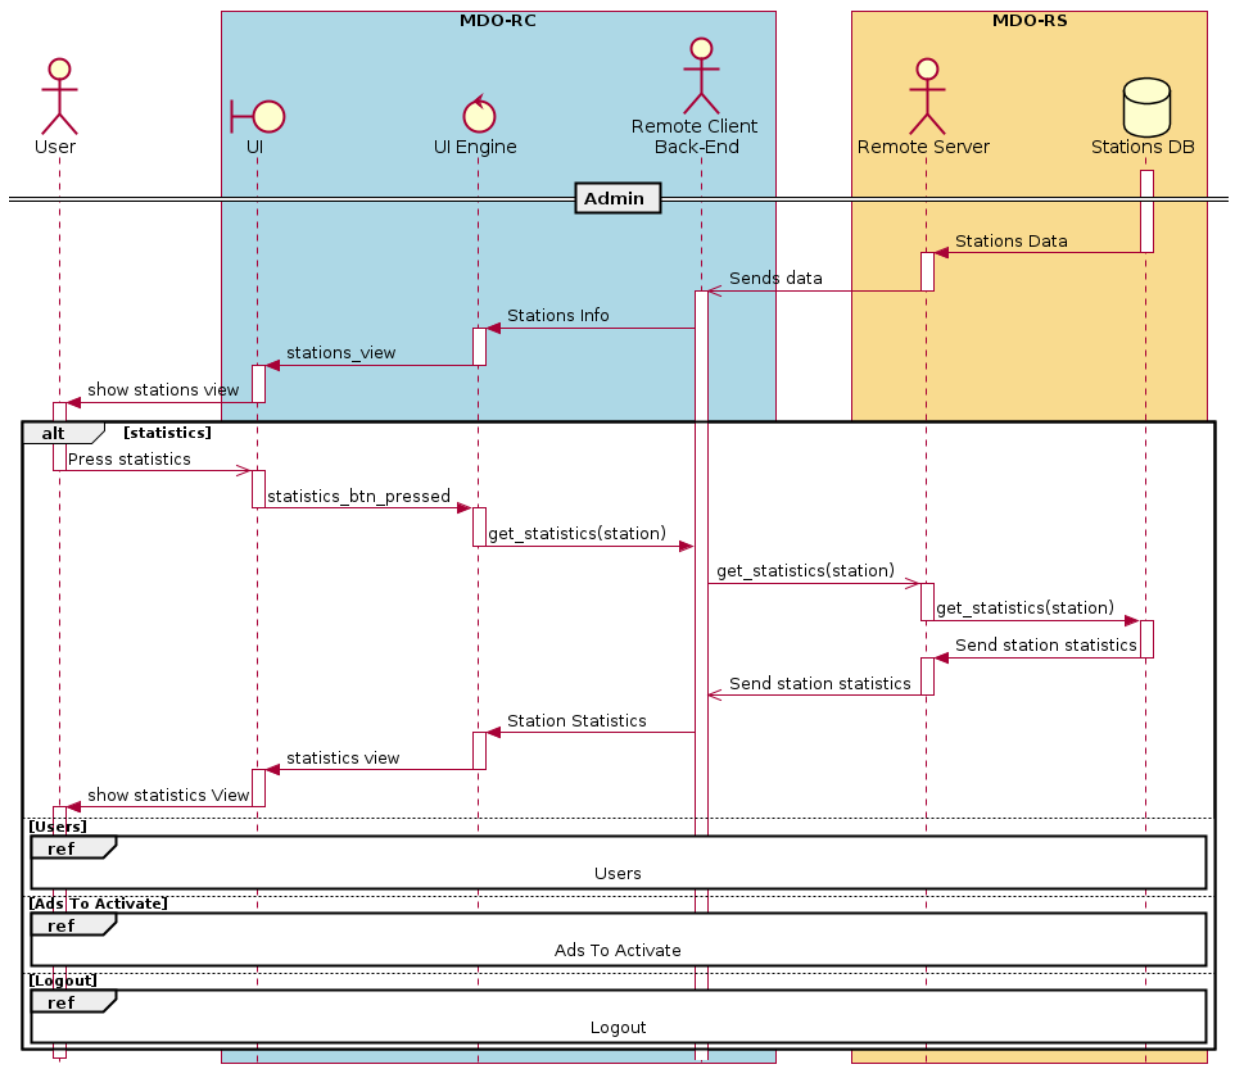 MDO-RC
MDO-RS
User
UI
UI Engine
Remote Client
Back-End
Remote Server
Stations DB
Admin
Stations Data
Sends data
Stations Info
stations_view
show stations view
alt
[statistics]
Press statistics
statistics_btn_pressed
get_statistics(station)
get_statistics(station)
get_statistics(station)
Send station statistics
Send station statistics
Station Statistics
statistics view
show statistics View
[Users]
ref
Users
[Ads To Activate]
ref
Ads To Activate
[Logout]
ref
Logout